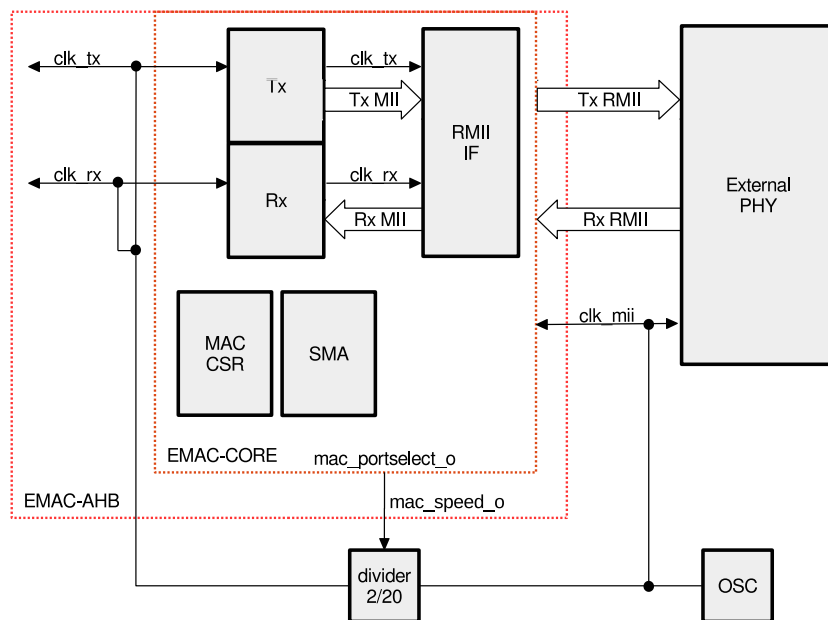 clk_tx
Tx
clk_tx
Tx MII
RMII
IF
Tx RMII
clk_rx
Rx
clk_rx
Rx MII
External
PHY
Rx RMII
clk_mii
MAC
CSR
SMA
EMAC-CORE
mac_portselect_o
EMAC-AHB
mac_speed_o
divider
2/20
OSC